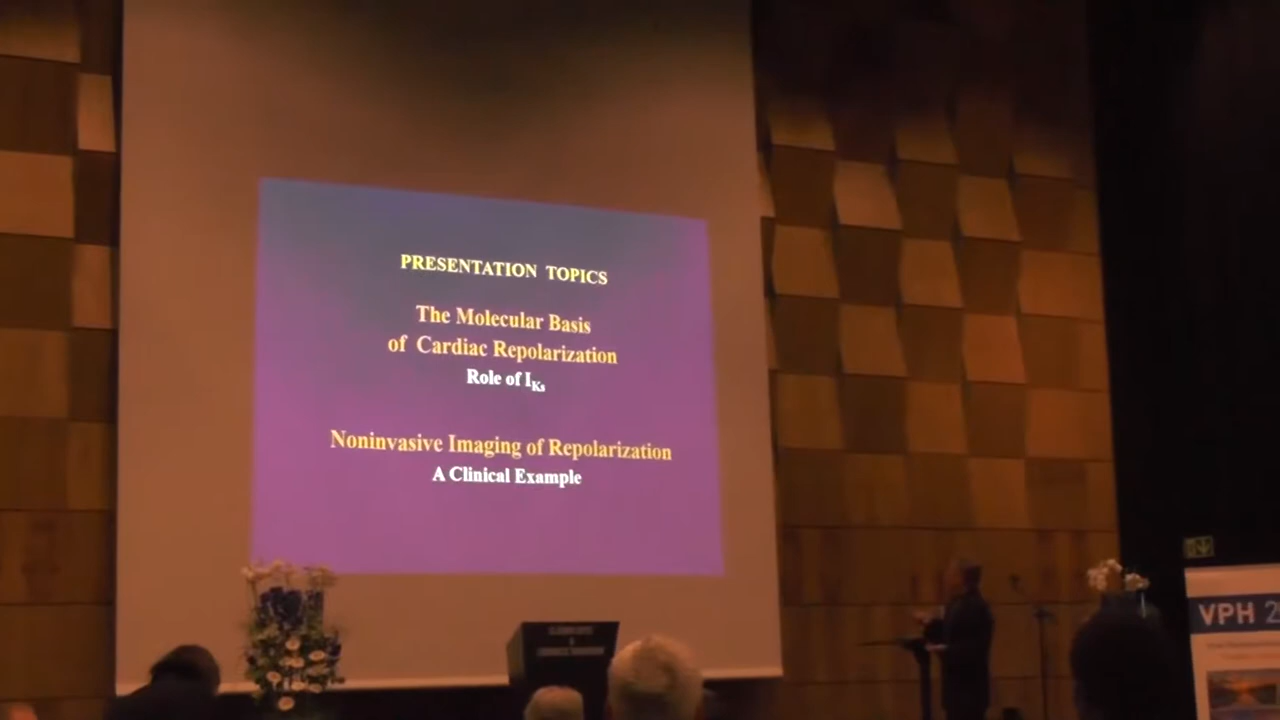 PRESENTATION TOPICS
The Molecular Basis
of Cardiac Repolarization
Role of IKs
Noninvasive Imaging of Repolarization
A Clinical Example
VPH 2